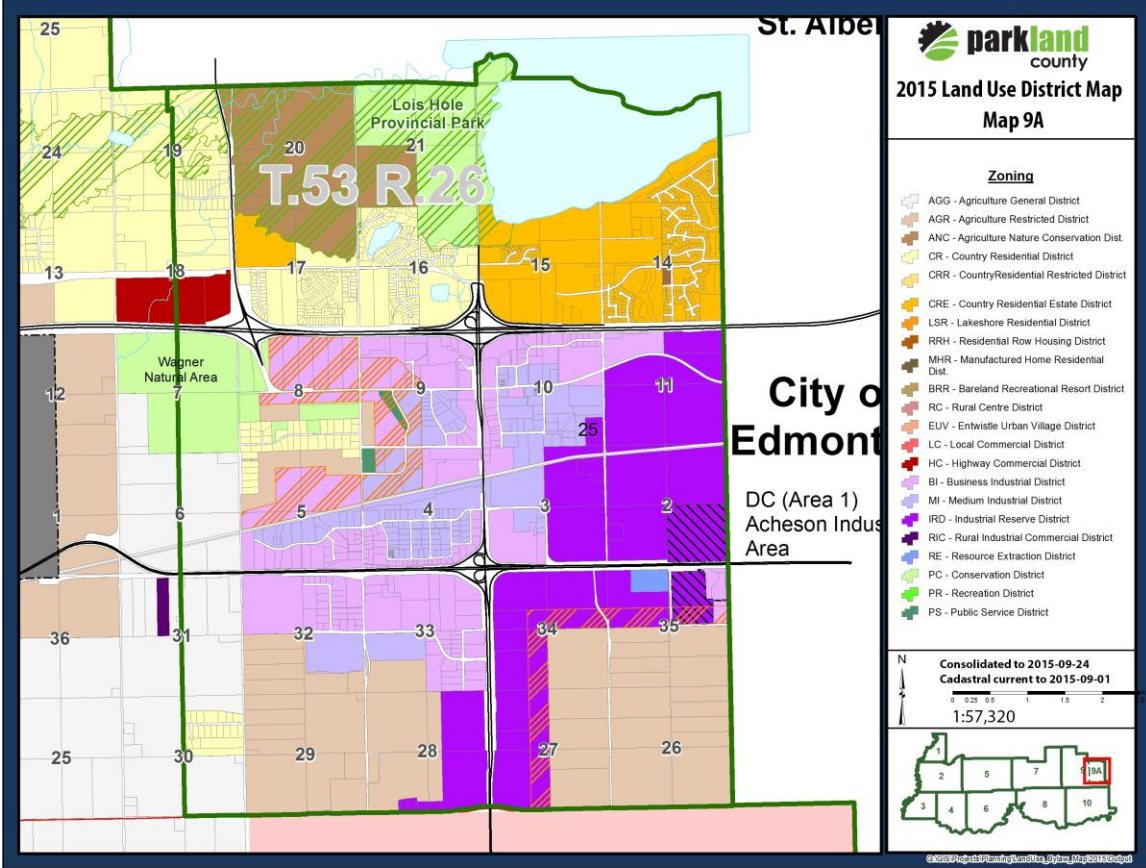 25
St. Albe
Lois Hole
Provincial Park
24
19
20
21
T.53 R.26
13
18
17
16
15
14
Wagner
Natural Area
12
7
8
9
10
11
City o
Edmont
25
1
6
5
4
3
2
DC (Area 1)
Acheson Indus
Area
36
31
32
33
34
35
25
30
29
28
27
26
parkland
county
2015 Land Use District Map
Map 9A
Zoning
AGG - Agriculture General District
AGR - Agriculture Restricted District
ANC - Agriculture Nature Conservation Dist.
CR - Country Residential District
CRR - CountryResidential Restricted District
CRE - Country Residential Estate District
LSR - Lakeshore Residential District
RRH - Residential Row Housing District
MHR - Manufactured Home Residential
Dist.
BRR - Bareland Recreational Resort District
RC - Rural Centre District
EUV - Entwistle Urban Village District
LC - Local Commercial District
HC - Highway Commercial District
BI - Business Industrial District
MI - Medium Industrial District
IRD - Industrial Reserve District
RIC - Rural Industrial Commercial District
RE - Resource Extraction District
PC - Conservation District
PR - Recreation District
PS - Public Service District
N
Consolidated to 2015-09-24
Cadastral current to 2015-09-01
0 0.25 0.5 1 1.5 2
1:57,320
1
2
5
7
9
9A
3
4
6
8
10